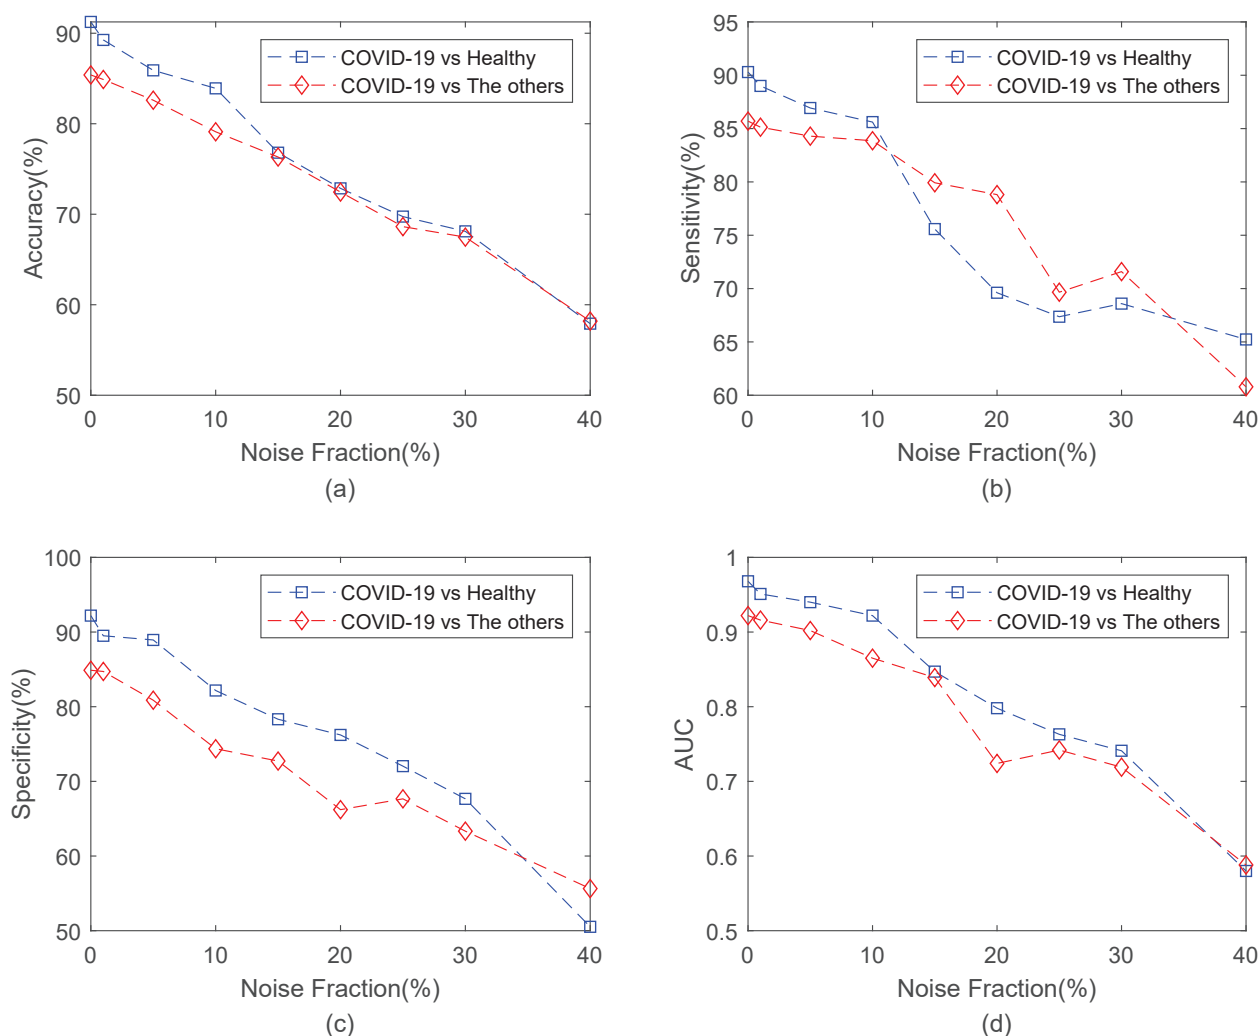 90
80
70
60
50
Accuracy(%)
COVID-19 vs Healthy
COVID-19 vs The others
0 10 20 30 40
Noise Fraction(%)
(a)
95
90
85
80
75
70
65
60
Sensitivity(%)
COVID-19 vs Healthy
COVID-19 vs The others
0 10 20 30 40
Noise Fraction(%)
(b)
100
90
80
70
60
50
Specificity(%)
COVID-19 vs Healthy
COVID-19 vs The others
0 10 20 30 40
Noise Fraction(%)
(c)
1
0.9
0.8
0.7
0.6
0.5
AUC
COVID-19 vs Healthy
COVID-19 vs The others
0 10 20 30 40
Noise Fraction(%)
(d)